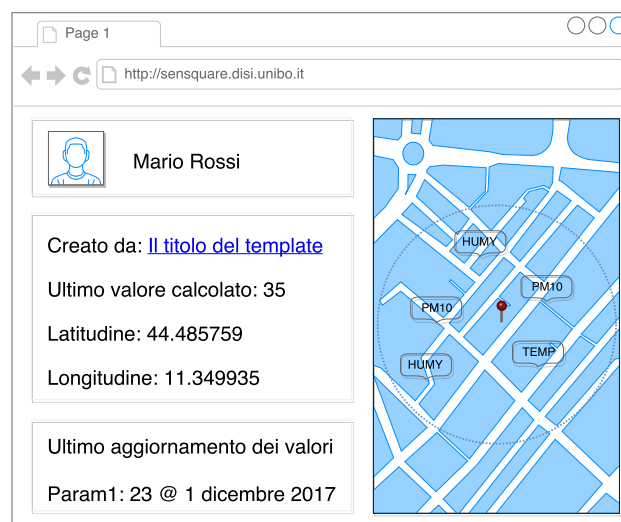 Page 1
http://sensquare.disi.unibo.it
Mario Rossi
Creato da: Il titolo del template
Ultimo valore calcolato: 35
Latitudine: 44.485759
Longitudine: 11.349935
Ultimo aggiornamento dei valori
Param1: 23 @ 1 dicembre 2017
HUMY
PM10
PM10
TEMP
HUMY